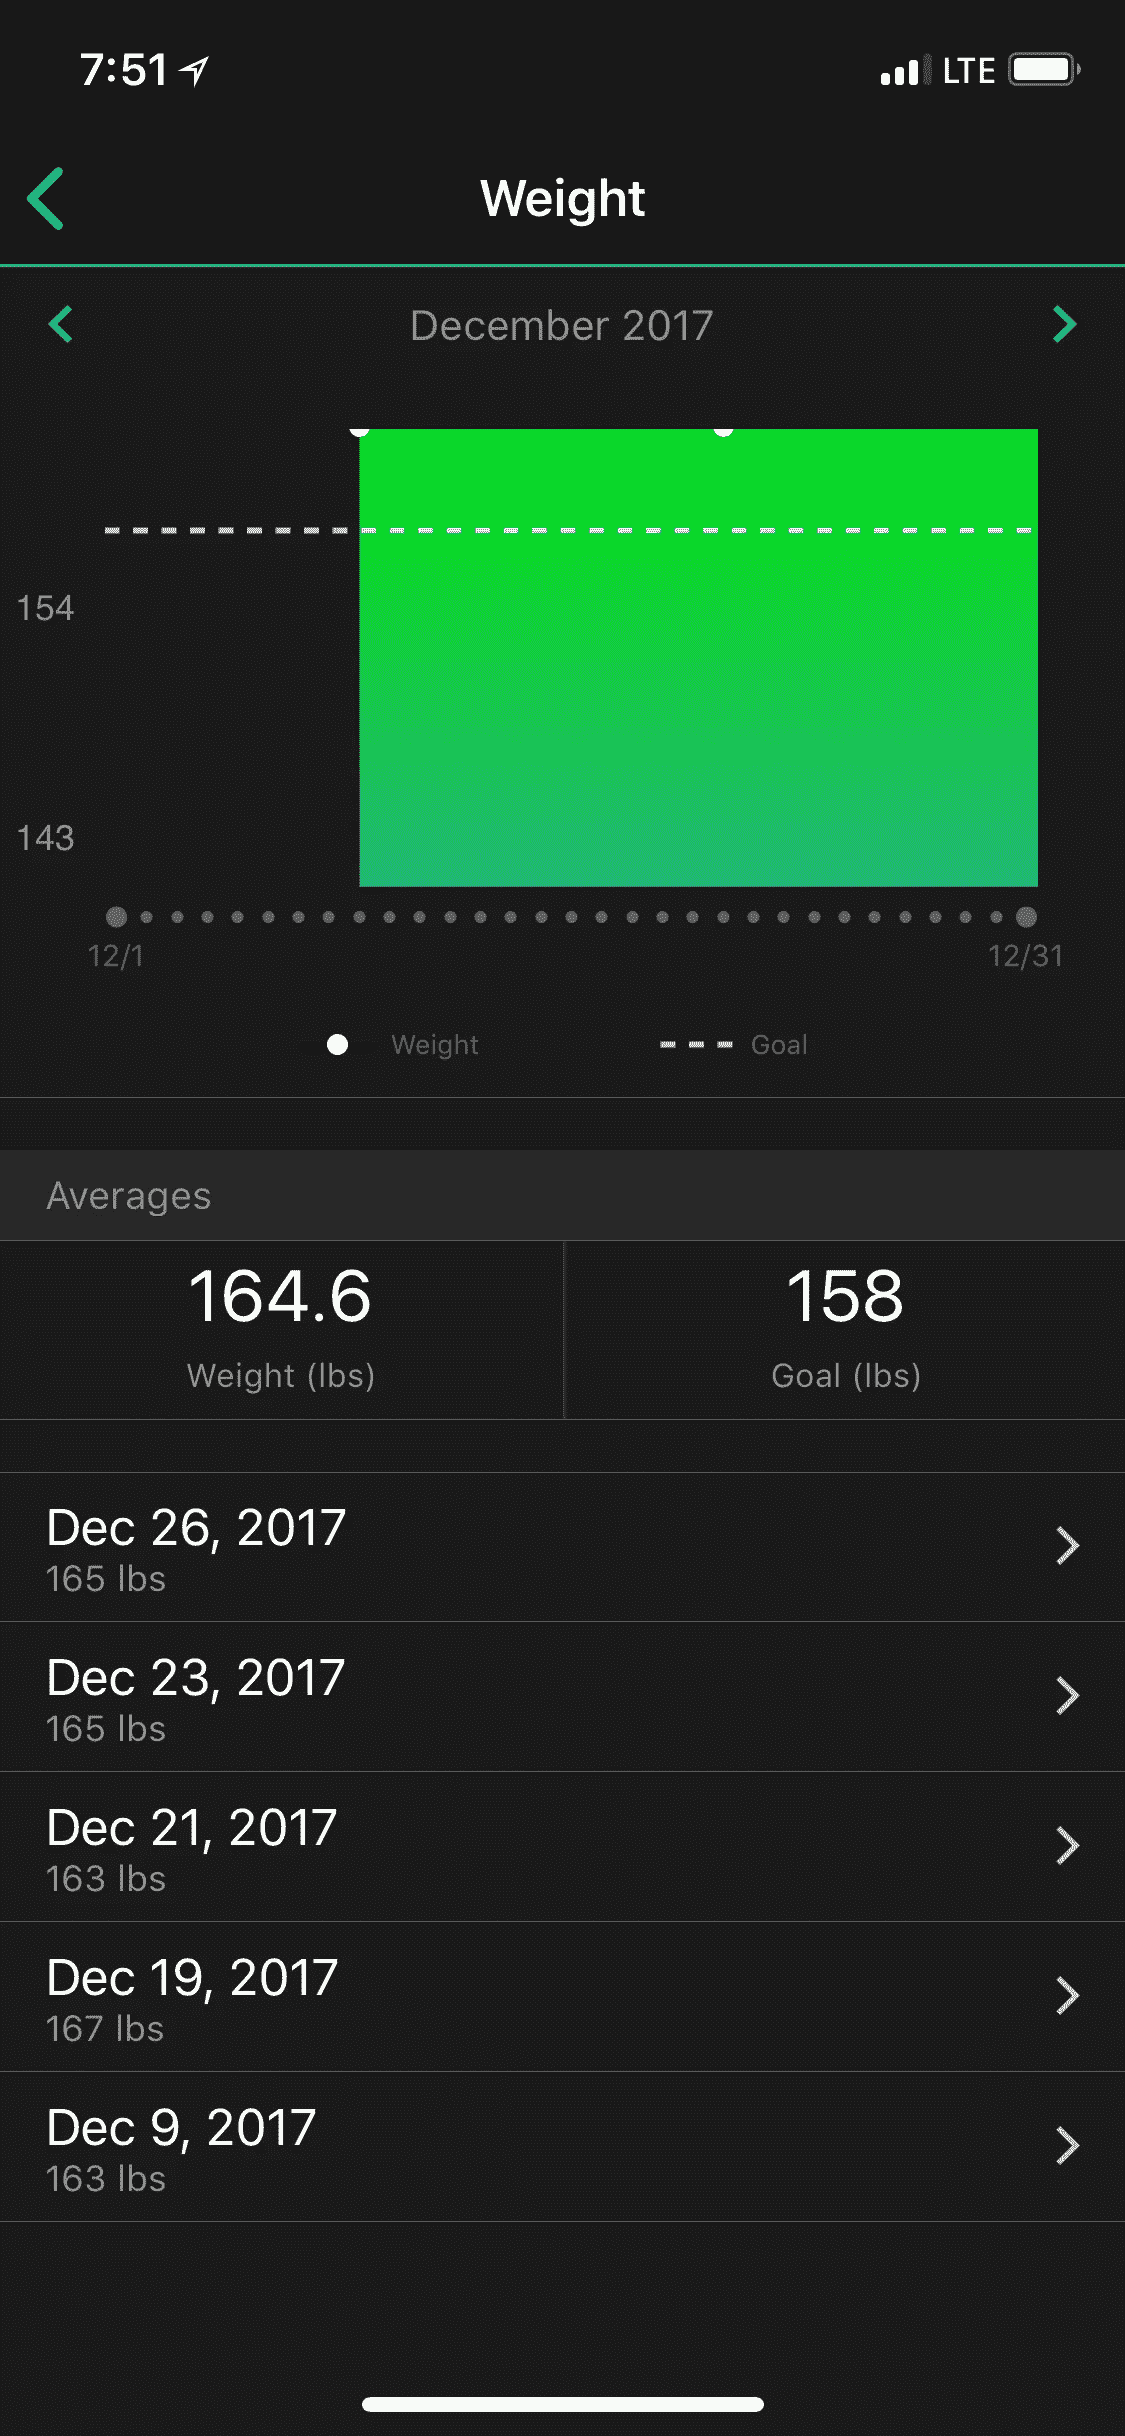 7:51 LTE
Weight
December 2017
154
143
12/1 12/31
Weight Goal
Averages
164.6 158
Weight (lbs) Goal (lbs)
Dec 26, 2017
165 lbs
Dec 23, 2017
165 lbs
Dec 21, 2017
163 lbs
Dec 19, 2017
167 lbs
Dec 9, 2017
163 lbs